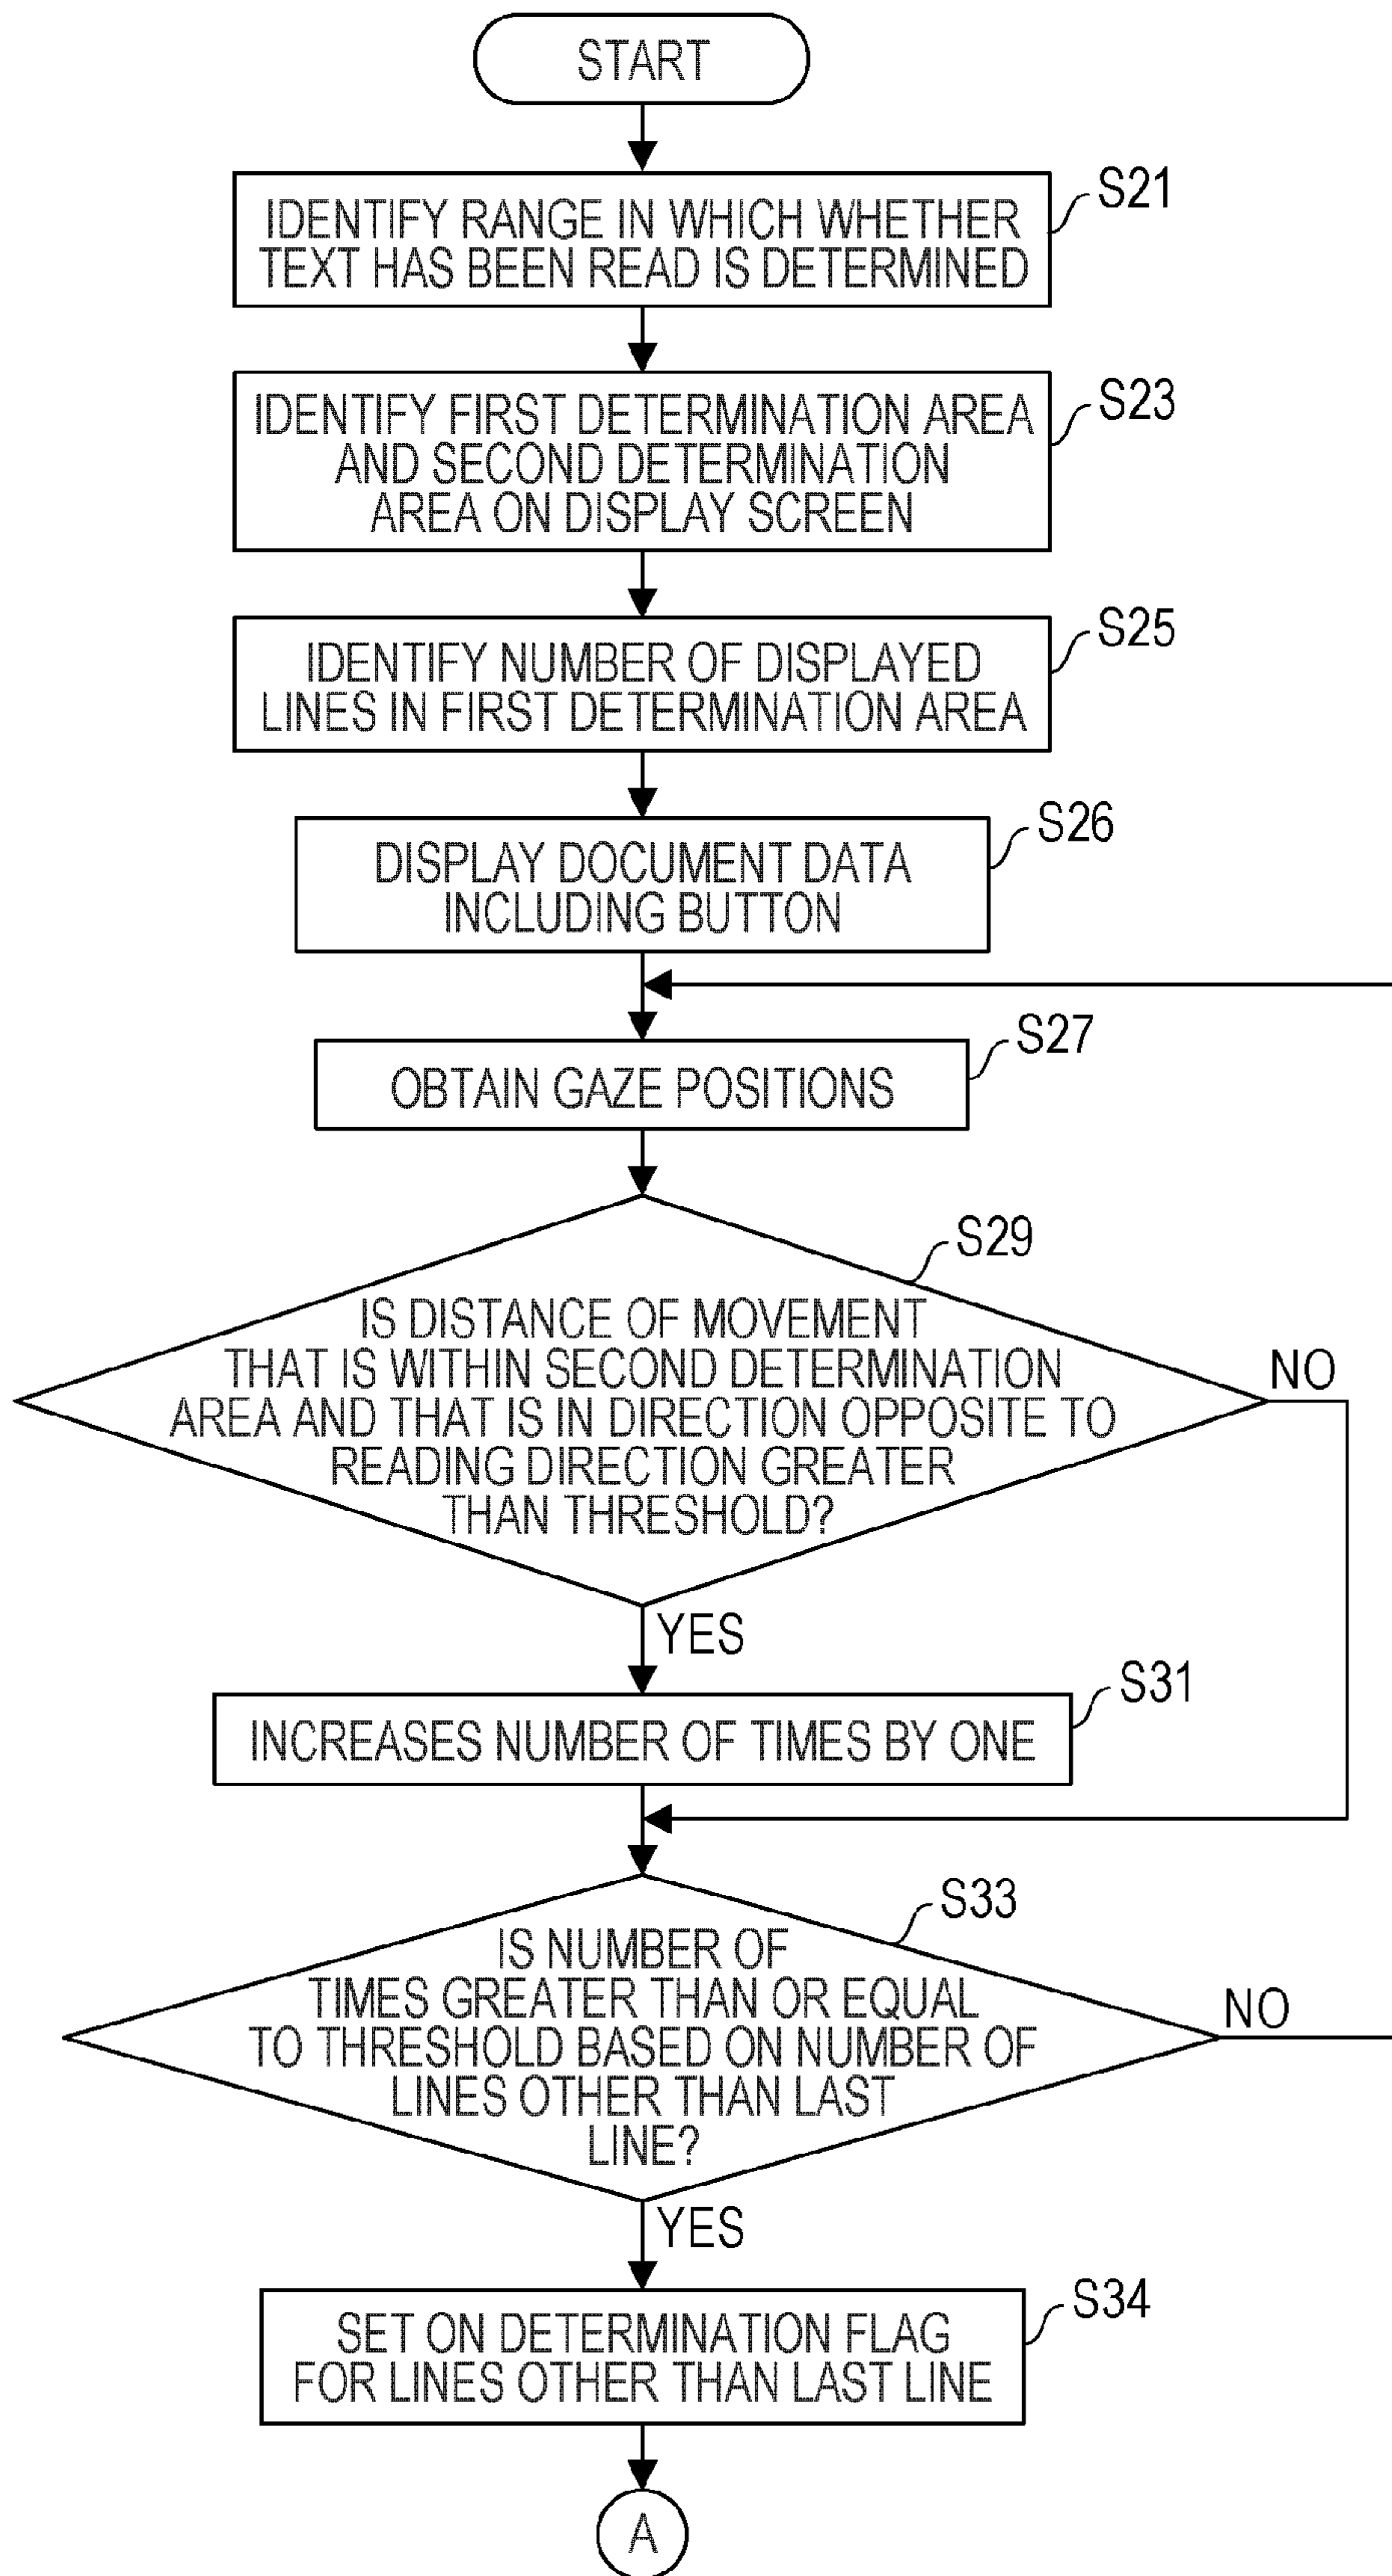 START
S21
IDENTIFY RANGE IN WHICH WHETHER
TEXT HAS BEEN READ IS DETERMINED
S23
IDENTIFY FIRST DETERMINATION AREA
AND SECOND DETERMINATION
AREA ON DISPLAY SCREEN
S25
IDENTIFY NUMBER OF DISPLAYED
LINES IN FIRST DETERMINATION AREA
S26
DISPLAY DOCUMENT DATA
INCLUDING BUTTON
S27
OBTAIN GAZE POSITIONS
S29
IS DISTANCE OF MOVEMENT
THAT IS WITHIN SECOND DETERMINATION
AREA AND THAT IS IN DIRECTION OPPOSITE TO
READING DIRECTION GREATER
THAN THRESHOLD?
NO
YES
S31
INCREASES NUMBER OF TIMES BY ONE
S33
IS NUMBER OF
TIMES GREATER THAN OR EQUAL
TO THRESHOLD BASED ON NUMBER OF
LINES OTHER THAN LAST
LINE?
NO
YES
S34
SET ON DETERMINATION FLAG
FOR LINES OTHER THAN LAST LINE
A